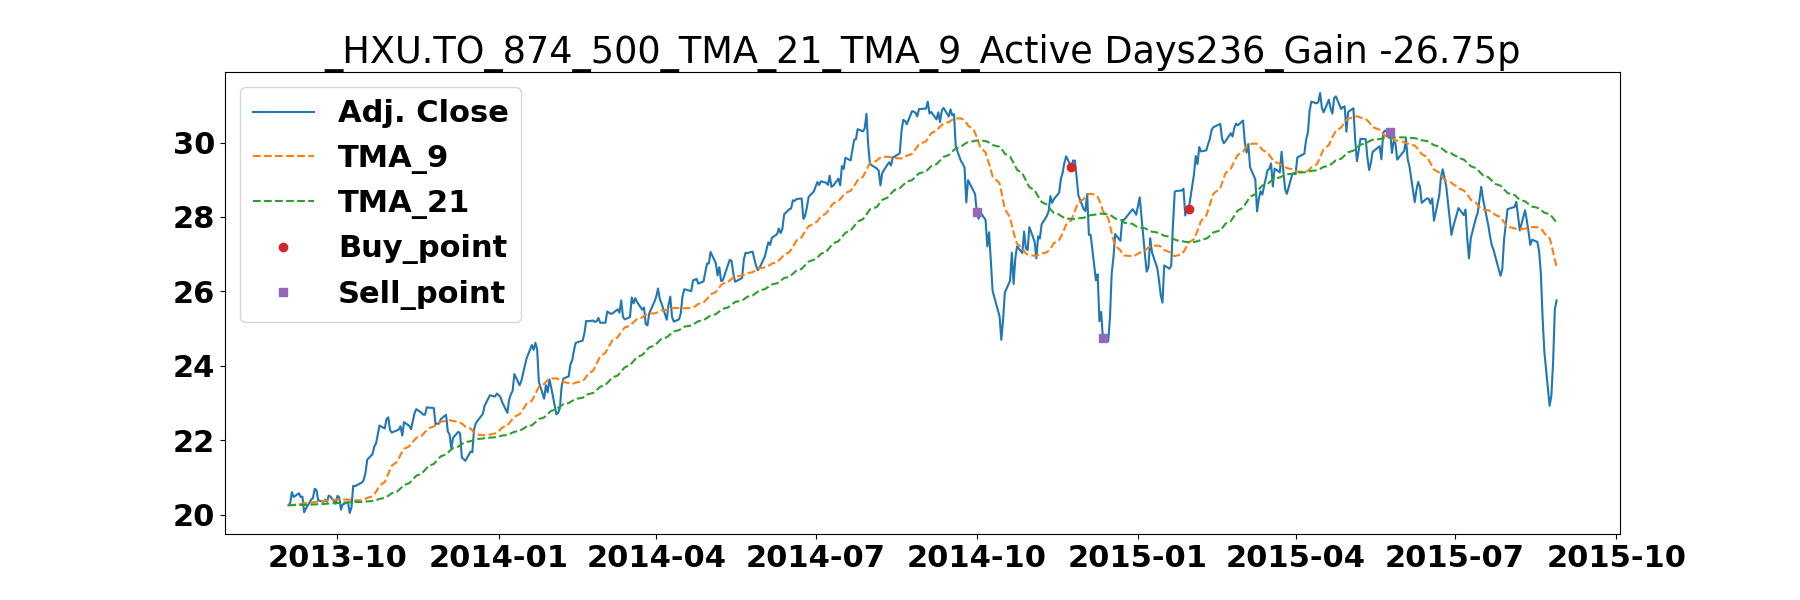 _HXU.TO_874_500_TMA_21_TMA_9_Active Days236_Gain -26.75p
Adj. Close
TMA_9
TMA_21
Buy_point
Sell_point
30
28
26
24
22
20
2013-10 2014-01 2014-04 2014-07 2014-10 2015-01 2015-04 2015-07 2015-10